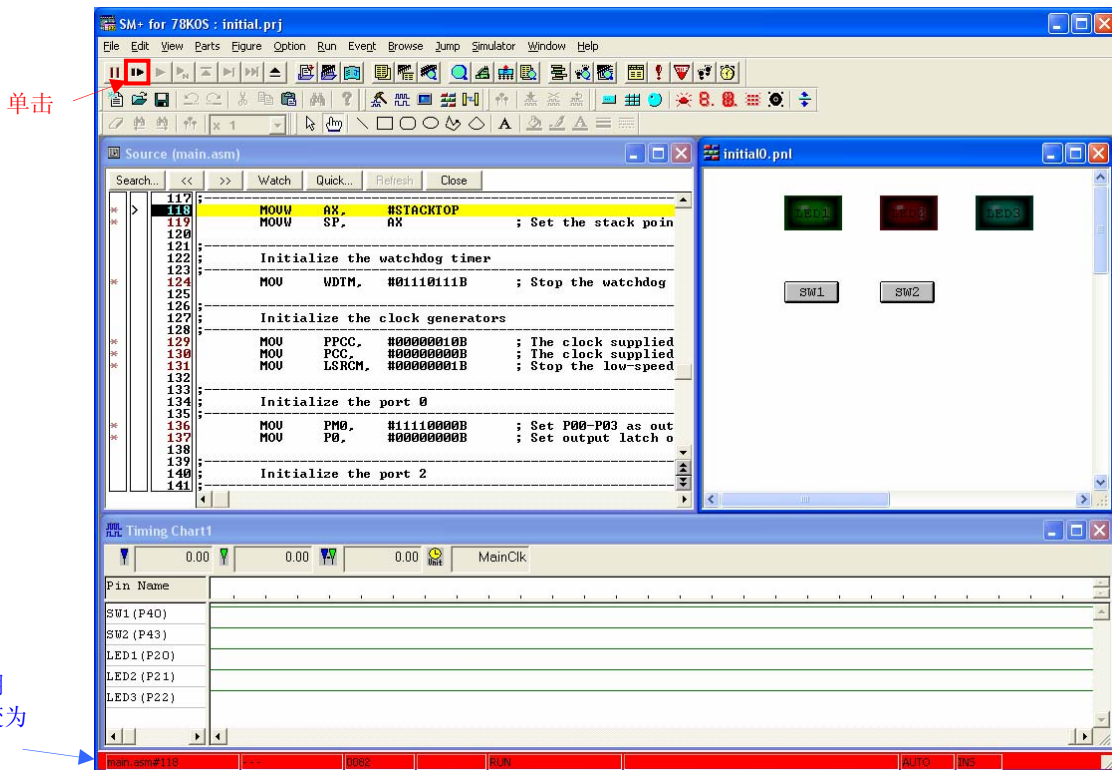 SM+ for 78K0S : initial.prj
File Edit View Parts Figure Option Run Event Browse Jump Simulator Window Help
单击
x 1
Source (main.asm)
Search... << >> Watch Quick... Refresh Close
117 ;
118 MOVW AX, #STACKTOP
119 MOVW SP, AX ; Set the stack poin
120
121 ;
122 ; Initialize the watchdog timer
123 ;
124 MOV WDTM, #01110111B ; Stop the watchdog
125
126 ;
127 ; Initialize the clock generators
128 ;
129 MOV PPCC, #00000010B ; The clock supplied
130 MOV PCC, #00000000B ; The clock supplied
131 MOV LSRCM, #00000001B ; Stop the low-speed
132
133 ;
134 ; Initialize the port 0
135 ;
136 MOV PM0, #11110000B ; Set P00-P03 as out
137 MOV P0, #00000000B ; Set output latch o
138
139 ;
140 ; Initialize the port 2
141 ;
initial0.pnl
LED1 LED2 LED3
SW1 SW2
Timing Chart1
0.00 0.00 0.00 Unit MainClk
Pin Name
SW1(P40)
SW2(P43)
LED1(P20)
LED2(P21)
LED3(P22)
为
main.asm#118 --- 0082 RUN AUTO INS